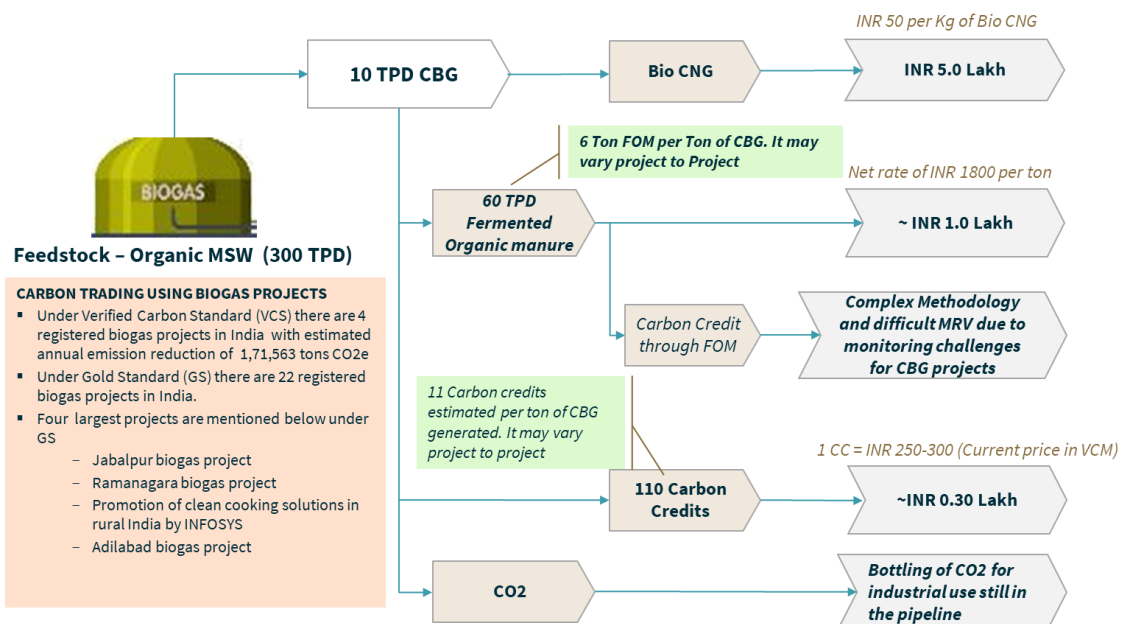 INR 50 per Kg of Bio CNG
10 TPD CBG
Bio CNG
INR 5.0 Lakh
6 Ton FOM per Ton of CBG. It may
vary project to Project
Net rate of INR 1800 per ton
BIOGAS
60 TPD
Fermented
Organic manure
~ INR 1.0 Lakh
Feedstock – Organic MSW (300 TPD)
CARBON TRADING USING BIOGAS PROJECTS
▪ Under Verified Carbon Standard (VCS) there are 4
registered biogas projects in India with estimated
annual emission reduction of 1,71,563 tons CO2e
▪ Under Gold Standard (GS) there are 22 registered
biogas projects in India.
▪ Four largest projects are mentioned below under
GS
– Jabalpur biogas project
– Ramanagara biogas project
– Promotion of clean cooking solutions in
rural India by INFOSYS
– Adilabad biogas project
Carbon Credit
through FOM
Complex Methodology
and difficult MRV due to
monitoring challenges
for CBG projects
11 Carbon credits
estimated per ton of CBG
generated. It may vary
project to project
1 CC = INR 250-300 (Current price in VCM)
110 Carbon
Credits
~INR 0.30 Lakh
CO2
Bottling of CO2 for
industrial use still in
the pipeline